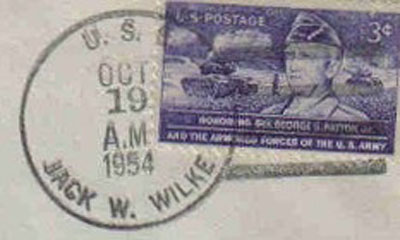 U. S.
OCT
19
A.M
1954
JACK W. WILKE
U.S. POSTAGE
3¢
HONORING GEN. GEORGE S. PATTON, JR.
AND THE ARMORED FORCES OF THE U. S. ARMY